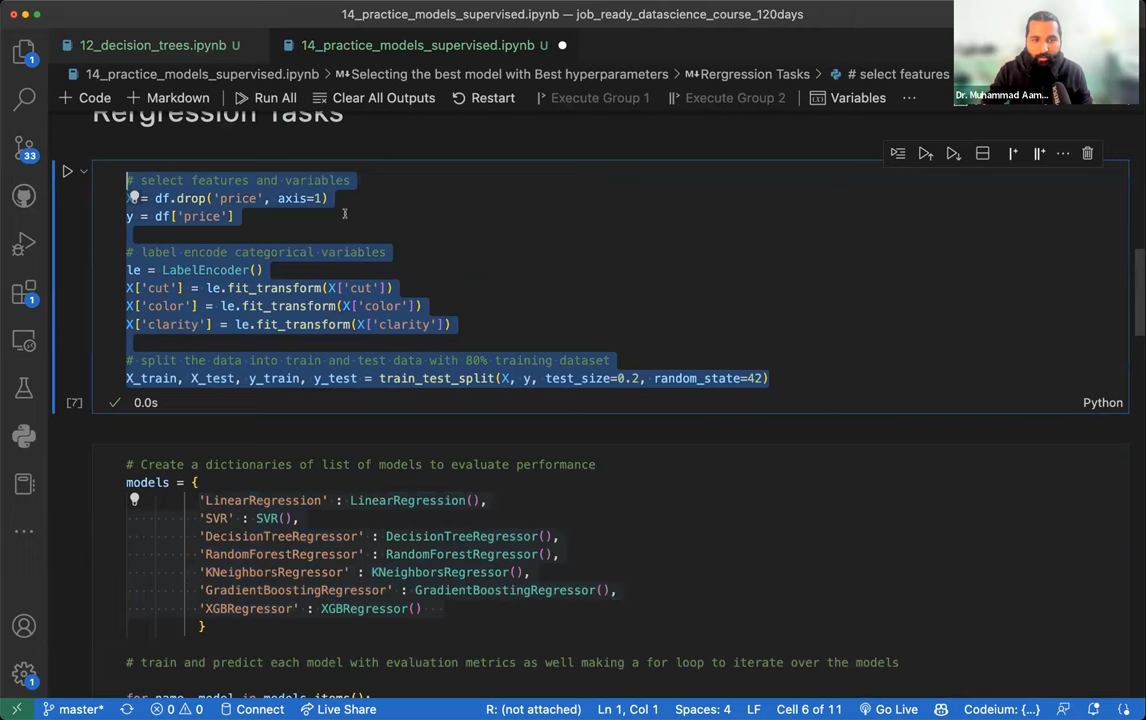 14_practice_models_supervised.ipynb — job_ready_datascience_course_120days
12_decision_trees.ipynb U
14_practice_models_supervised.ipynb U
14_practice_models_supervised.ipynb > M↓Selecting the best model with Best hyperparameters > M↓Rergression Tasks > # select features
Code
Markdown
Run All
Clear All Outputs
Restart
Execute Group 1
Execute Group 2
Variables
Dr. Muhammad Aam...
Rergression Tasks
# select features and variables
X = df.drop('price', axis=1)
y = df['price']
# label encode categorical variables
le = LabelEncoder()
X['cut'] = le.fit_transform(X['cut'])
X['color'] = le.fit_transform(X['color'])
X['clarity'] = le.fit_transform(X['clarity'])
# split the data into train and test data with 80% training dataset
X_train, X_test, y_train, y_test = train_test_split(X, y, test_size=0.2, random_state=42)
[7]
0.0s
Python
# Create a dictionaries of list of models to evaluate performance
models = {
'LinearRegression' : LinearRegression(),
'SVR' : SVR(),
'DecisionTreeRegressor' : DecisionTreeRegressor(),
'RandomForestRegressor' : RandomForestRegressor(),
'KNeighborsRegressor' : KNeighborsRegressor(),
'GradientBoostingRegressor' : GradientBoostingRegressor(),
'XGBRegressor' : XGBRegressor()
}
# train and predict each model with evaluation metrics as well making a for loop to iterate over the models
for name, model in models.items():
1
33
1
1
master*
0
0
Connect
Live Share
R: (not attached)
Ln 1, Col 1
Spaces: 4
LF
Cell 6 of 11
Go Live
Codeium: {...}